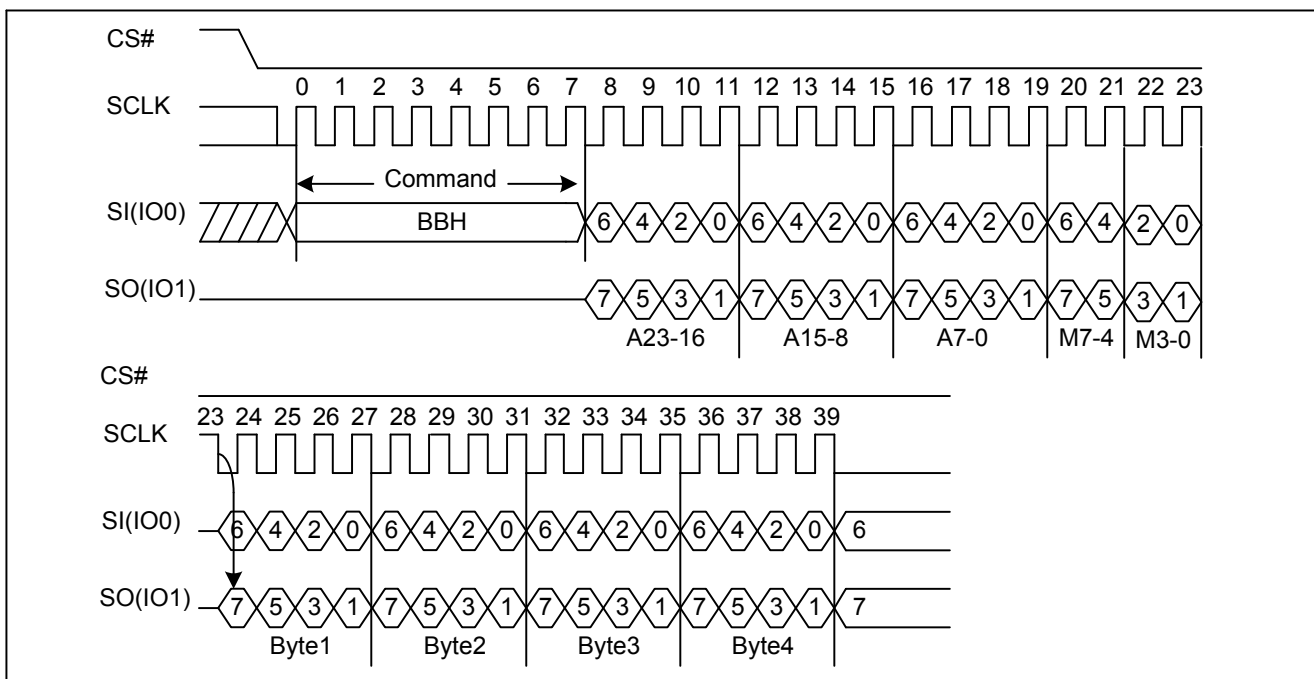 CS#
0 1 2 3 4 5 6 7 8 9 10 11 12 13 14 15 16 17 18 19 20 21 22 23
SCLK
Command
SI(IO0) BBH 6 4 2 0 6 4 2 0 6 4 2 0 6 4 2 0
SO(IO1) 7 5 3 1 7 5 3 1 7 5 3 1 7 5 3 1
A23-16 A15-8 A7-0 M7-4 M3-0
CS#
23 24 25 26 27 28 29 30 31 32 33 34 35 36 37 38 39
SCLK
SI(IO0) 6 4 2 0 6 4 2 0 6 4 2 0 6 4 2 0 6
SO(IO1) 7 5 3 1 7 5 3 1 7 5 3 1 7 5 3 1 7
Byte1 Byte2 Byte3 Byte4